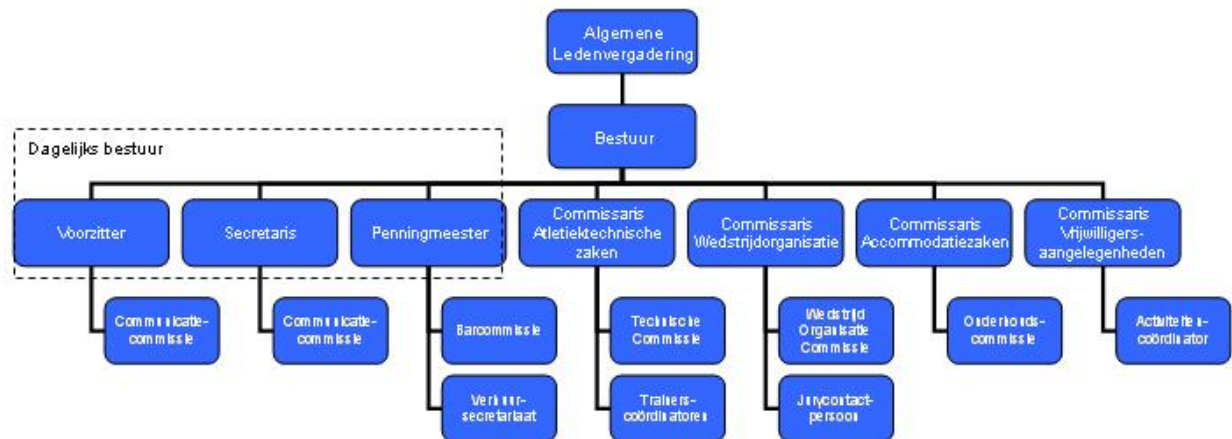 Algemene
Ledenvergadering
Bestuur
Dagelijks bestuur
Voorzitter
Secretaris
Penningmeester
Commissaris
Atletiektechnische
zaken
Commissaris
Wedstrijdorganisatie
Commissaris
Accommodatiezaken
Commissaris
Vrijwilligers-
aangelegenheden
Communicatie-
commissie
Communicatie-
commissie
Barcommissie
Technische
Commissie
Wedstrijd
Organisatie
Commissie
Onderhouds-
commissie
Activiteiten-
coördinator
Verhuur-
secretariaat
Trainers-
coördinatoren
Jurycontact-
persoon